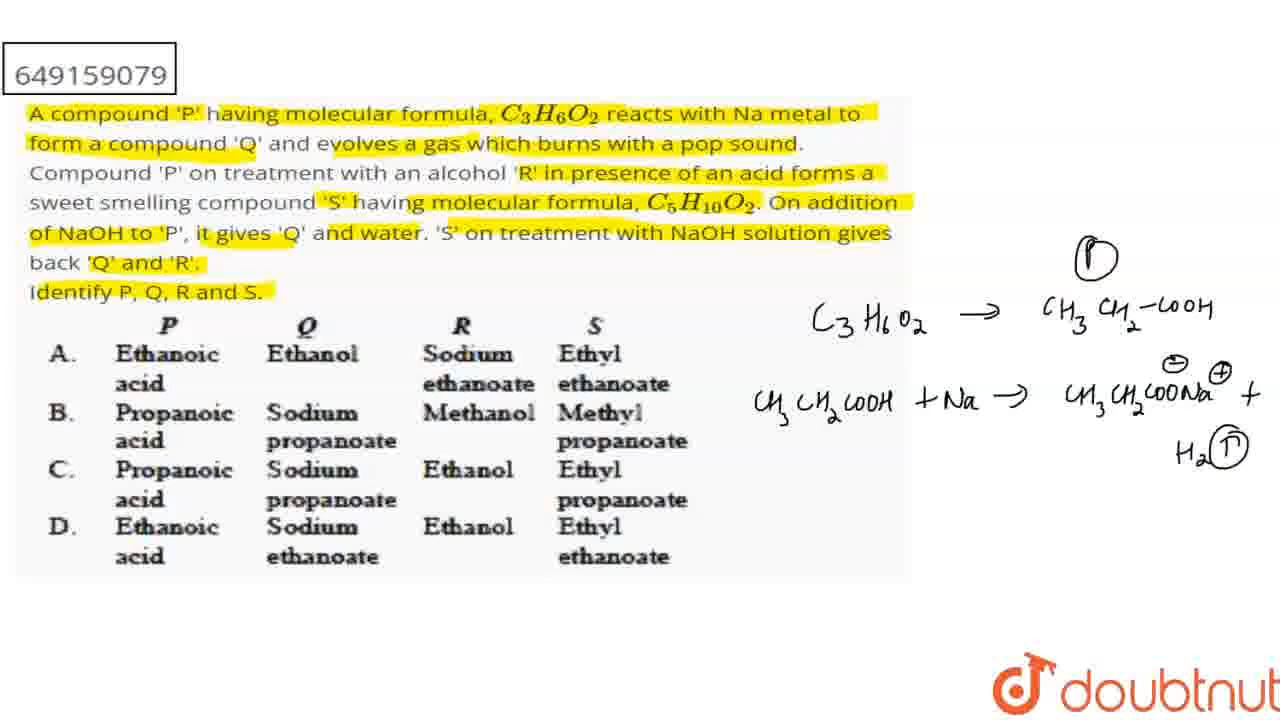 649159079
A compound 'P' having molecular formula, C₃H₆O₂ reacts with Na metal to
form a compound 'Q' and evolves a gas which burns with a pop sound.
Compound 'P' on treatment with an alcohol 'R' in presence of an acid forms a
sweet smelling compound 'S' having molecular formula, C₅H₁₀O₂. On addition
of NaOH to 'P', it gives 'Q' and water. 'S' on treatment with NaOH solution gives
back 'Q' and 'R'.
Identify P, Q, R and S.
P Q R S
A. Ethanoic Ethanol Sodium Ethyl
acid ethanoate ethanoate
B. Propanoic Sodium Methanol Methyl
acid propanoate propanoate
C. Propanoic Sodium Ethanol Ethyl
acid propanoate propanoate
D. Ethanoic Sodium Ethanol Ethyl
acid ethanoate ethanoate
P
C₃H₆O₂ → CH₃CH₂-COOH
CH₃CH₂COOH + Na → CH₃CH₂COO⊖Na⊕ +
H₂↑
doubtnut